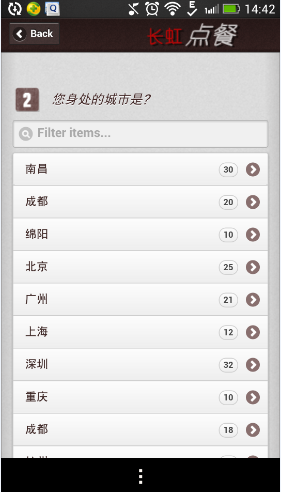 14:42
Back
长虹点餐
2 您身处的城市是?
Filter items...
南昌 30
成都 20
绵阳 10
北京 25
广州 21
上海 12
深圳 32
重庆 10
成都 18